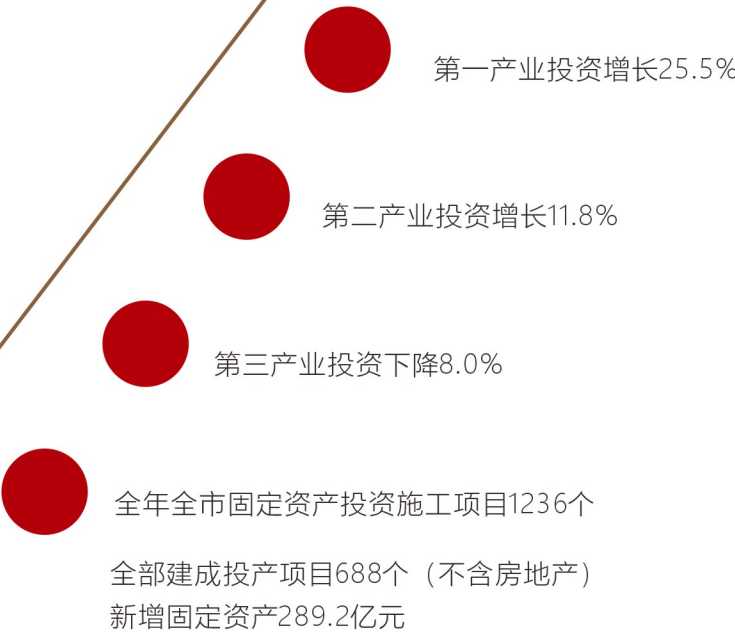 第一产业投资增长25.5%
第二产业投资增长11.8%
第三产业投资下降8.0%
全年全市固定资产投资施工项目1236个
全部建成投产项目688个（不含房地产）
新增固定资产289.2亿元